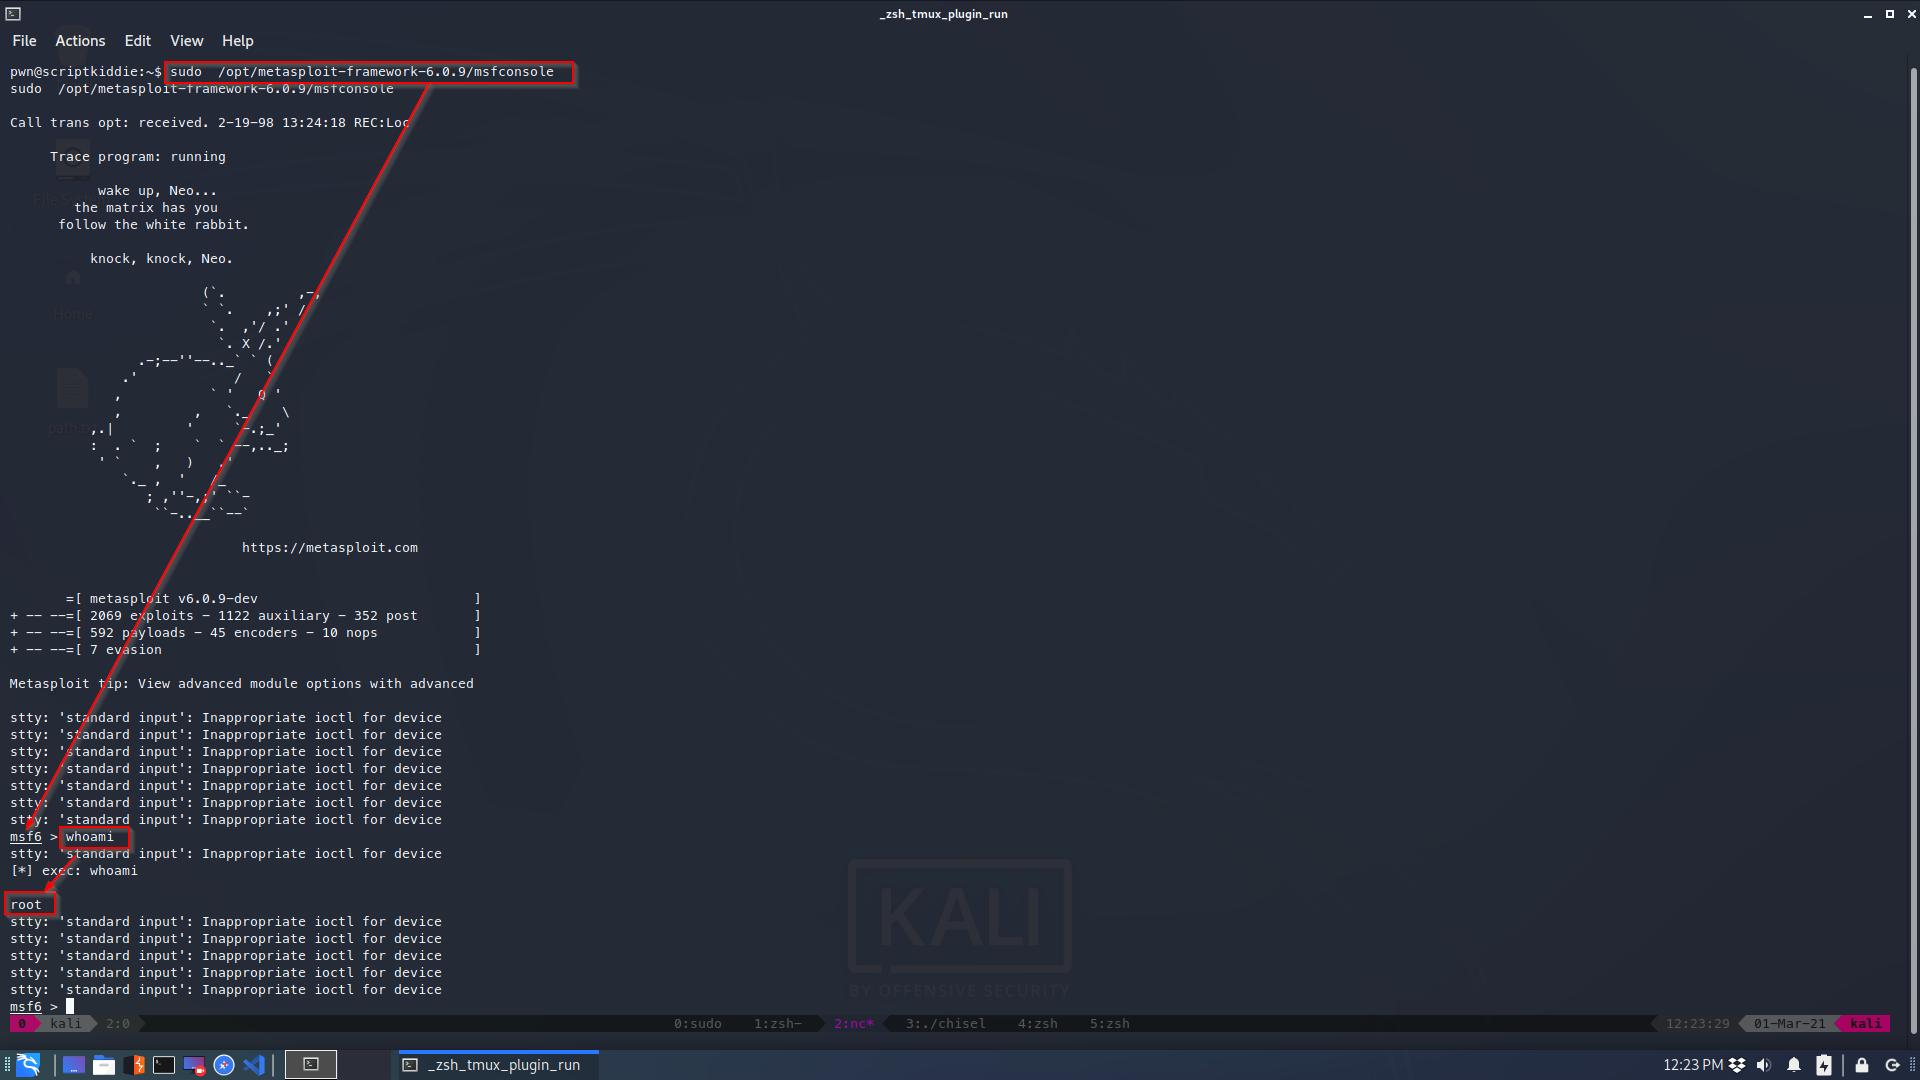 _zsh_tmux_plugin_run
File Actions Edit View Help
pwn@scriptkiddie:~$ sudo  /opt/metasploit-framework-6.0.9/msfconsole
sudo  /opt/metasploit-framework-6.0.9/msfconsole
Call trans opt: received. 2-19-98 13:24:18 REC:Loc
Trace program: running
wake up, Neo...
the matrix has you
follow the white rabbit.
knock, knock, Neo.
https://metasploit.com
=[ metasploit v6.0.9-dev ]
+ -- --=[ 2069 exploits - 1122 auxiliary - 352 post ]
+ -- --=[ 592 payloads - 45 encoders - 10 nops ]
+ -- --=[ 7 evasion ]
Metasploit tip: View advanced module options with advanced
stty: 'standard input': Inappropriate ioctl for device
stty: 'standard input': Inappropriate ioctl for device
stty: 'standard input': Inappropriate ioctl for device
stty: 'standard input': Inappropriate ioctl for device
stty: 'standard input': Inappropriate ioctl for device
stty: 'standard input': Inappropriate ioctl for device
stty: 'standard input': Inappropriate ioctl for device
msf6 > whoami
stty: 'standard input': Inappropriate ioctl for device
[*] exec: whoami
root
stty: 'standard input': Inappropriate ioctl for device
stty: 'standard input': Inappropriate ioctl for device
stty: 'standard input': Inappropriate ioctl for device
stty: 'standard input': Inappropriate ioctl for device
stty: 'standard input': Inappropriate ioctl for device
msf6 >
Home
KALI
BY OFFENSIVE SECURITY
0 kali 2:0 0:sudo 1:zsh- 2:nc* 3:./chisel 4:zsh 5:zsh 12:23:29 01-Mar-21 kali
_zsh_tmux_plugin_run 12:23 PM